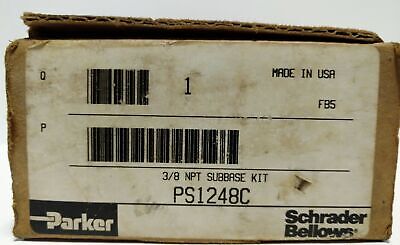 Q
1
MADE IN USA
FB5
P
3/8 NPT SUBBASE KIT
PS1248C
Parker
Schrader
Bellows